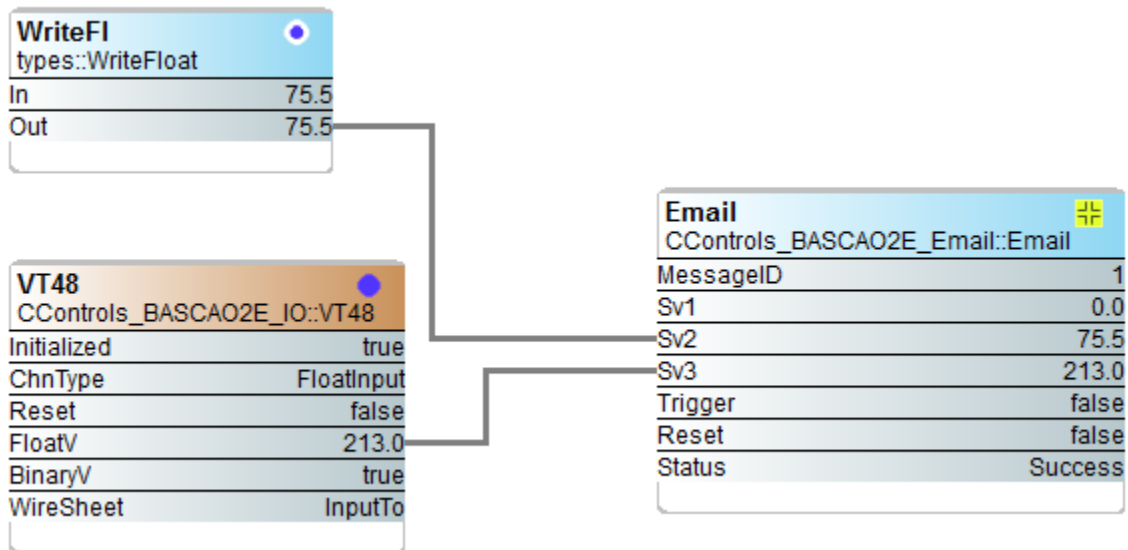 WriteFl
types::WriteFloat
In 75.5
Out 75.5
VT48
CControls_BASCAO2E_IO::VT48
Initialized true
ChnType FloatInput
Reset false
FloatV 213.0
BinaryV true
WireSheet InputTo
Email
CControls_BASCAO2E_Email::Email
MessageID 1
Sv1 0.0
Sv2 75.5
Sv3 213.0
Trigger false
Reset false
Status Success